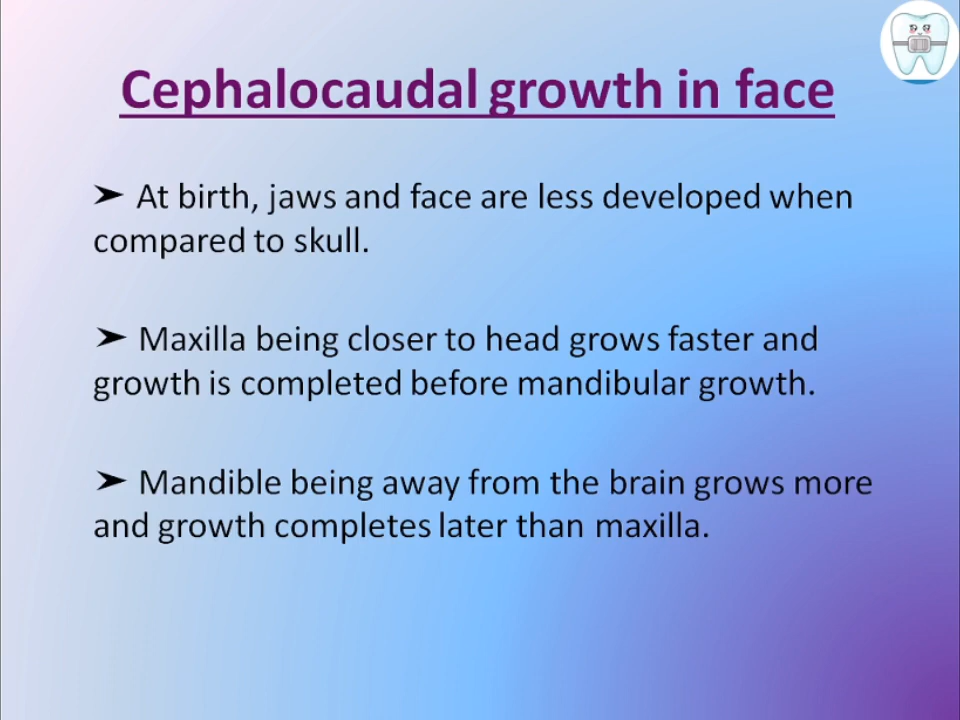 Cephalocaudal growth in face
➤ At birth, jaws and face are less developed when
compared to skull.
➤ Maxilla being closer to head grows faster and
growth is completed before mandibular growth.
➤ Mandible being away from the brain grows more
and growth completes later than maxilla.